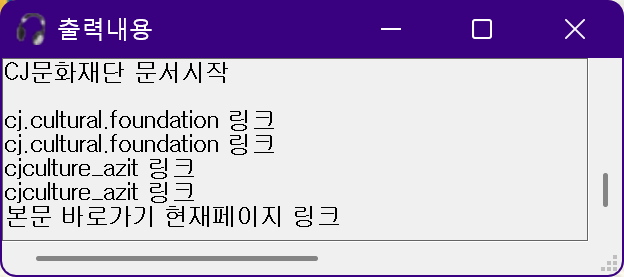 출력내용
CJ문화재단 문서시작
cj.cultural.foundation 링크
cj.cultural.foundation 링크
cjculture_azit 링크
cjculture_azit 링크
본문 바로가기 현재페이지 링크